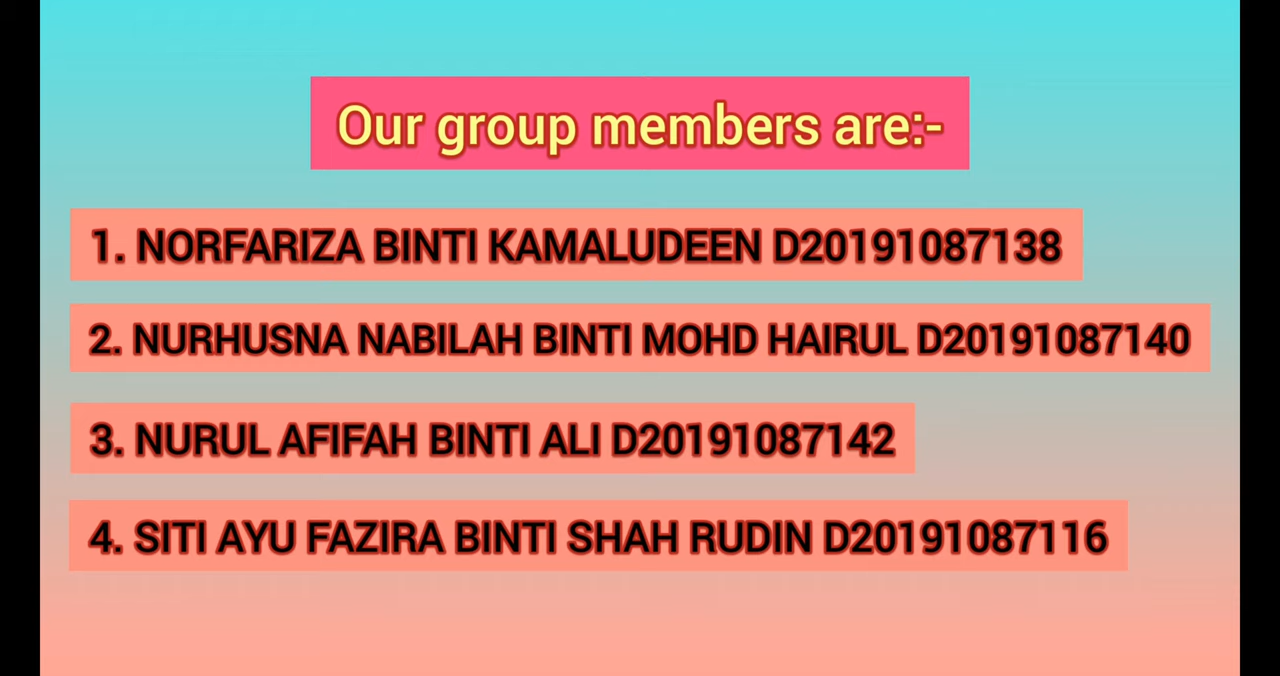 Our group members are:-
1. NORFARIZA BINTI KAMALUDEEN D20191087138
2. NURHUSNA NABILAH BINTI MOHD HAIRUL D20191087140
3. NURUL AFIFAH BINTI ALI D20191087142
4. SITI AYU FAZIRA BINTI SHAH RUDIN D20191087116